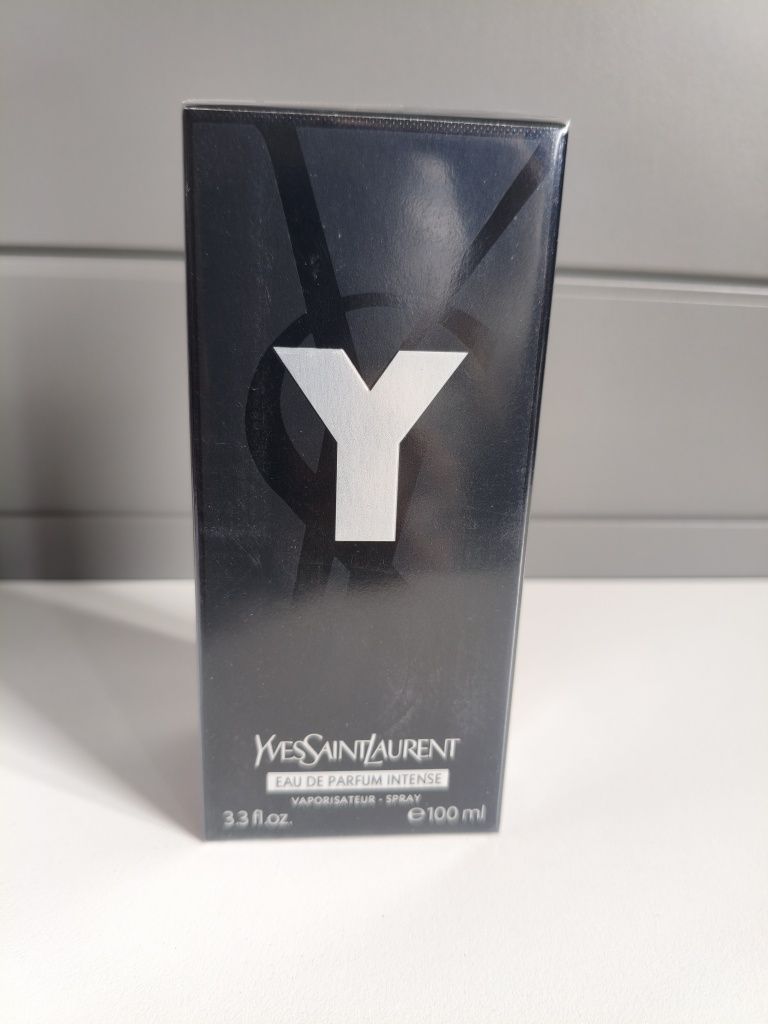 Y
YVESSAINTLAURENT
EAU DE PARFUM INTENSE
VAPORISATEUR - SPRAY
3.3 fl.oz. ℮100 ml